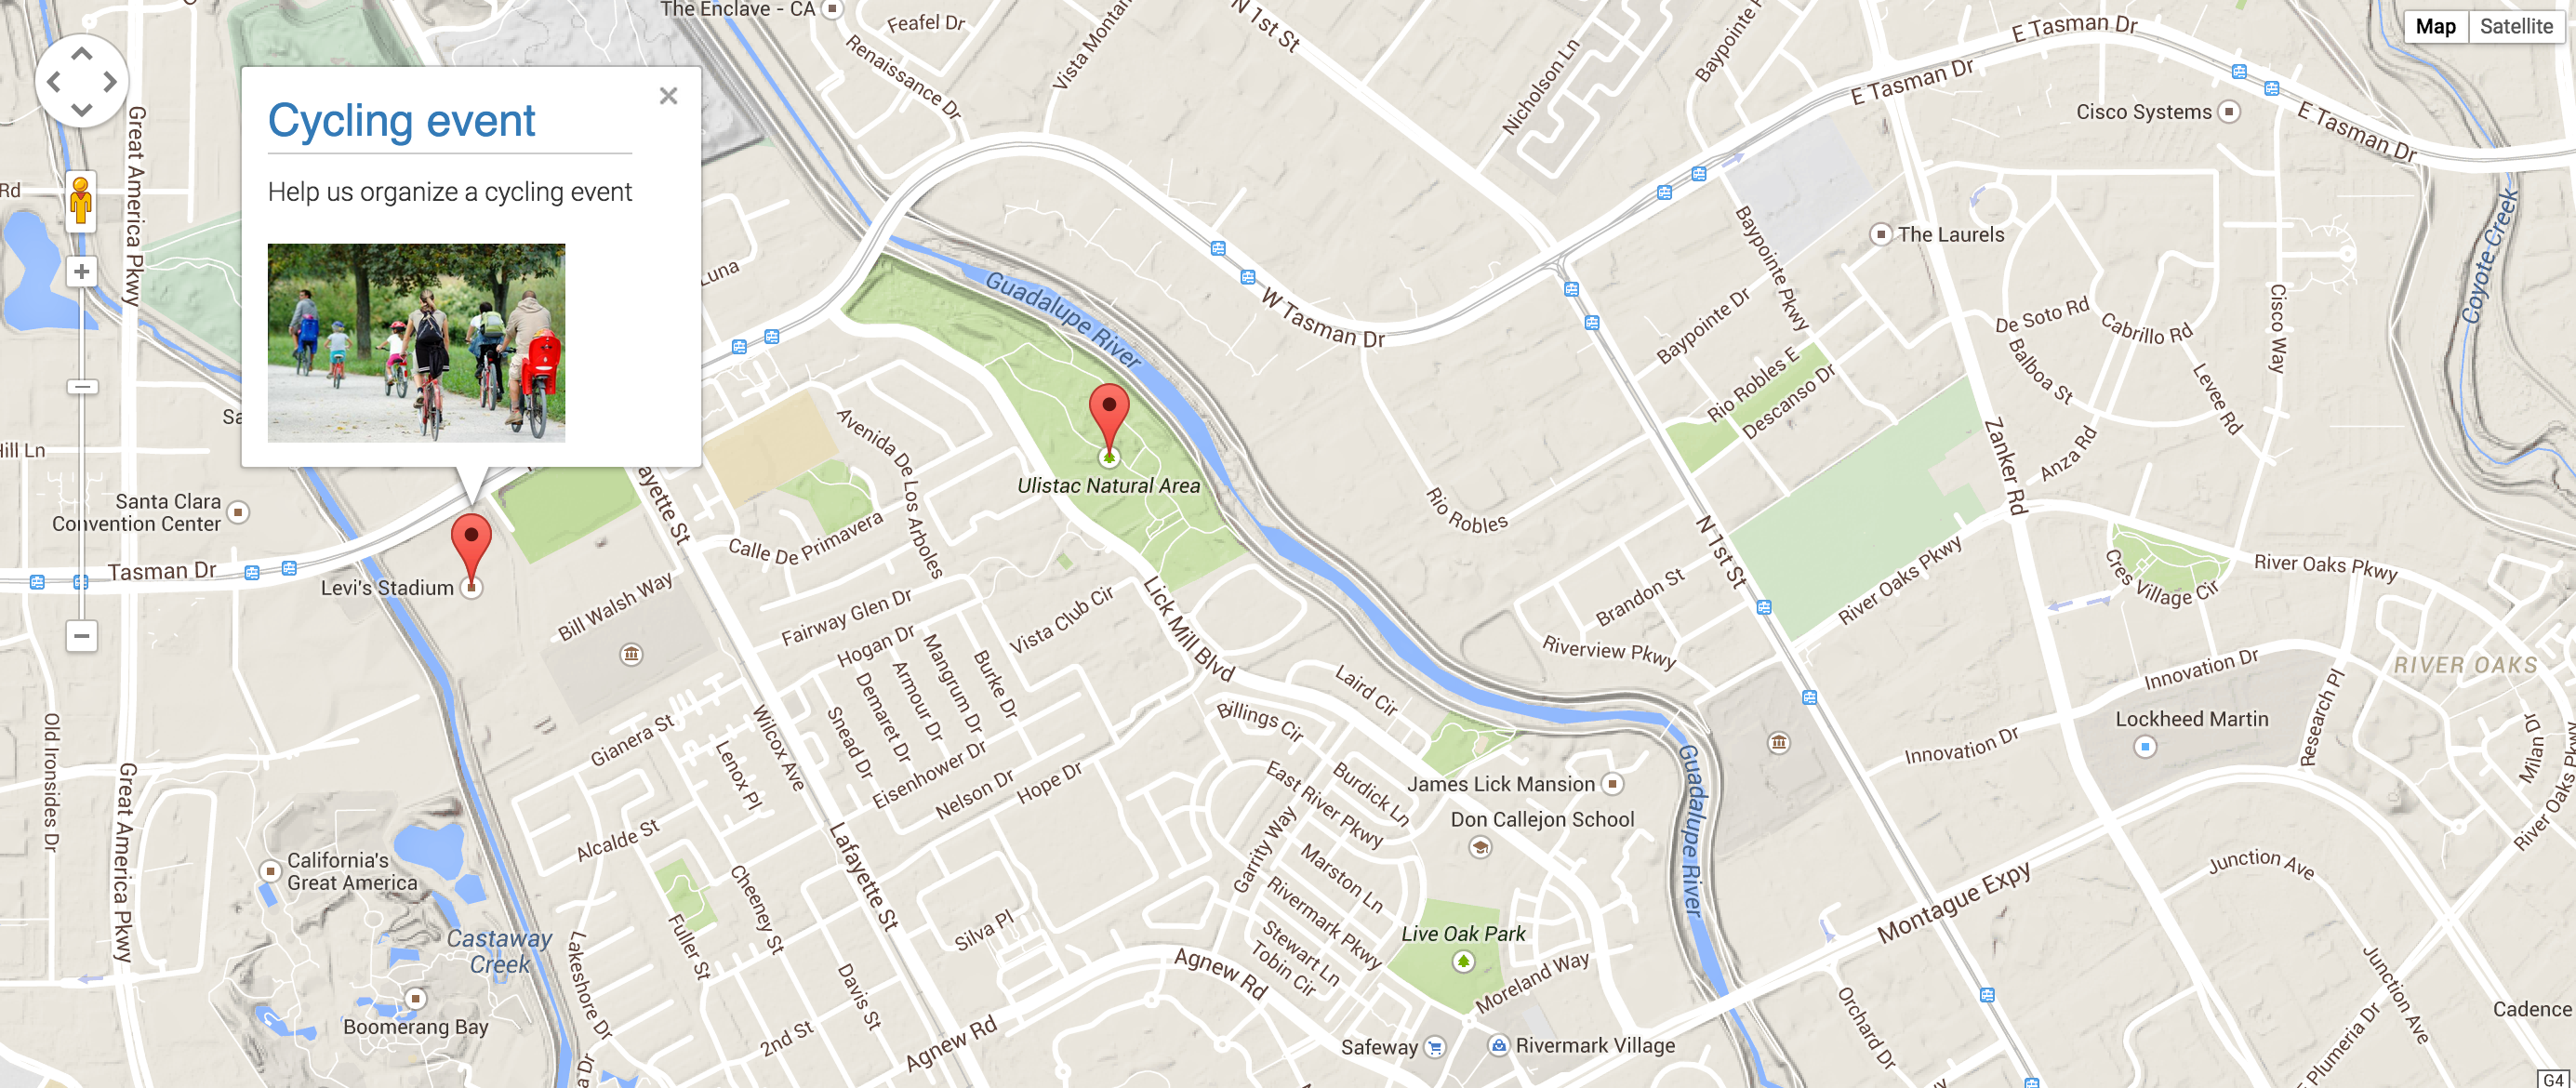 The Enclave - CA
Feafel Dr
Renaissance Dr
N 1st St
Nicholson Ln
E Tasman Dr
E Tasman Dr
E Tasman Dr
Map
Satellite
Cisco Systems
Great America Pkwy
Rd
Cycling event
Help us organize a cycling event
Luna
Guadalupe River
W Tasman Dr
Baypointe Pkwy
Baypointe Dr
The Laurels
Coyote Creek
De Soto Rd
Cabrillo Rd
Balboa St
Cisco Way
Levee Rd
Anza Rd
Rio Robles E
Descanso Dr
Zanker Rd
Avenida De Los Arboles
Ulistac Natural Area
Rio Robles
Santa Clara
Convention Center
Tasman Dr
Levi's Stadium
Bill Walsh Way
Calle De Primavera
Fairway Glen Dr
Vista Club Cir
Lick Mill Blvd
N 1st St
Brandon St
Riverview Pkwy
River Oaks Pkwy
Cres Village Cir
River Oaks Pkwy
RIVER OAKS
Innovation Dr
Innovation Dr
Lockheed Martin
Research Pl
Milan Dr
River Oaks Pkwy
Old Ironsides Dr
Great America Pkwy
Gianera St
Lenox Pl
Wilcox Ave
Hogan Dr
Snead Dr
Demaret Dr
Armour Dr
Mangrum Dr
Burke Dr
Eisenhower Dr
Nelson Dr
Hope Dr
Billings Cir
Laird Cir
Guadalupe River
James Lick Mansion
Don Callejon School
Burdick Ln
East River Pkwy
Garrity Way
Marston Ln
Rivermark Pkwy
Stewart Ln
Tobin Cir
Live Oak Park
Moreland Way
Agnew Rd
Agnew Rd
Safeway
Rivermark Village
Montague Expy
Junction Ave
Junction Ave
Orchard Dr
Plumeria Dr
Cadence
G4
California's
Great America
Castaway
Creek
Boomerang Bay
Alcalde St
Fuller St
Cheeney St
Lafayette St
Silva Pl
Davis St
2nd St
Lakeshore Dr